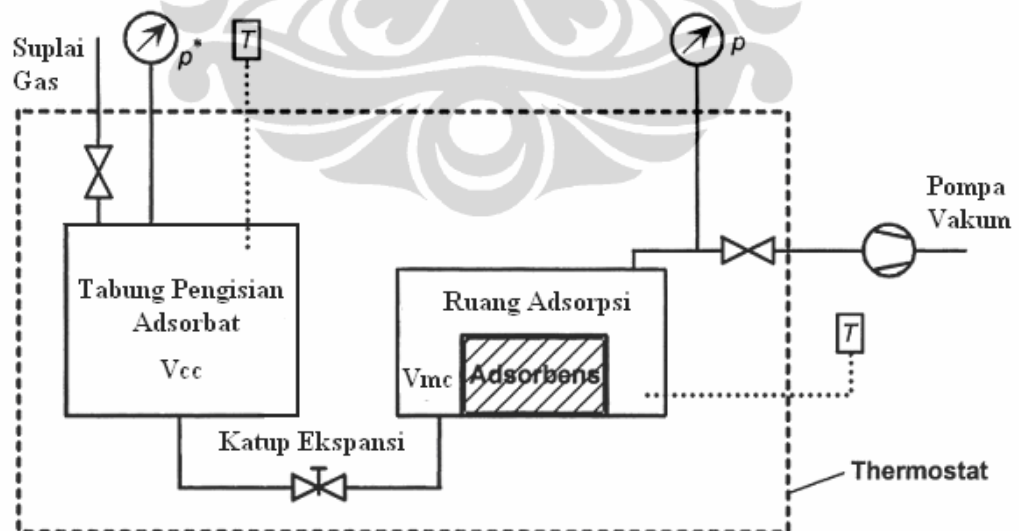 Suplai
Gas
p*
T
p
Pompa
Vakum
Tabung Pengisian
Adsorbat
Vcc
Ruang Adsorpsi
Vmc
Adsorbens
T
Katup Ekspansi
Thermostat